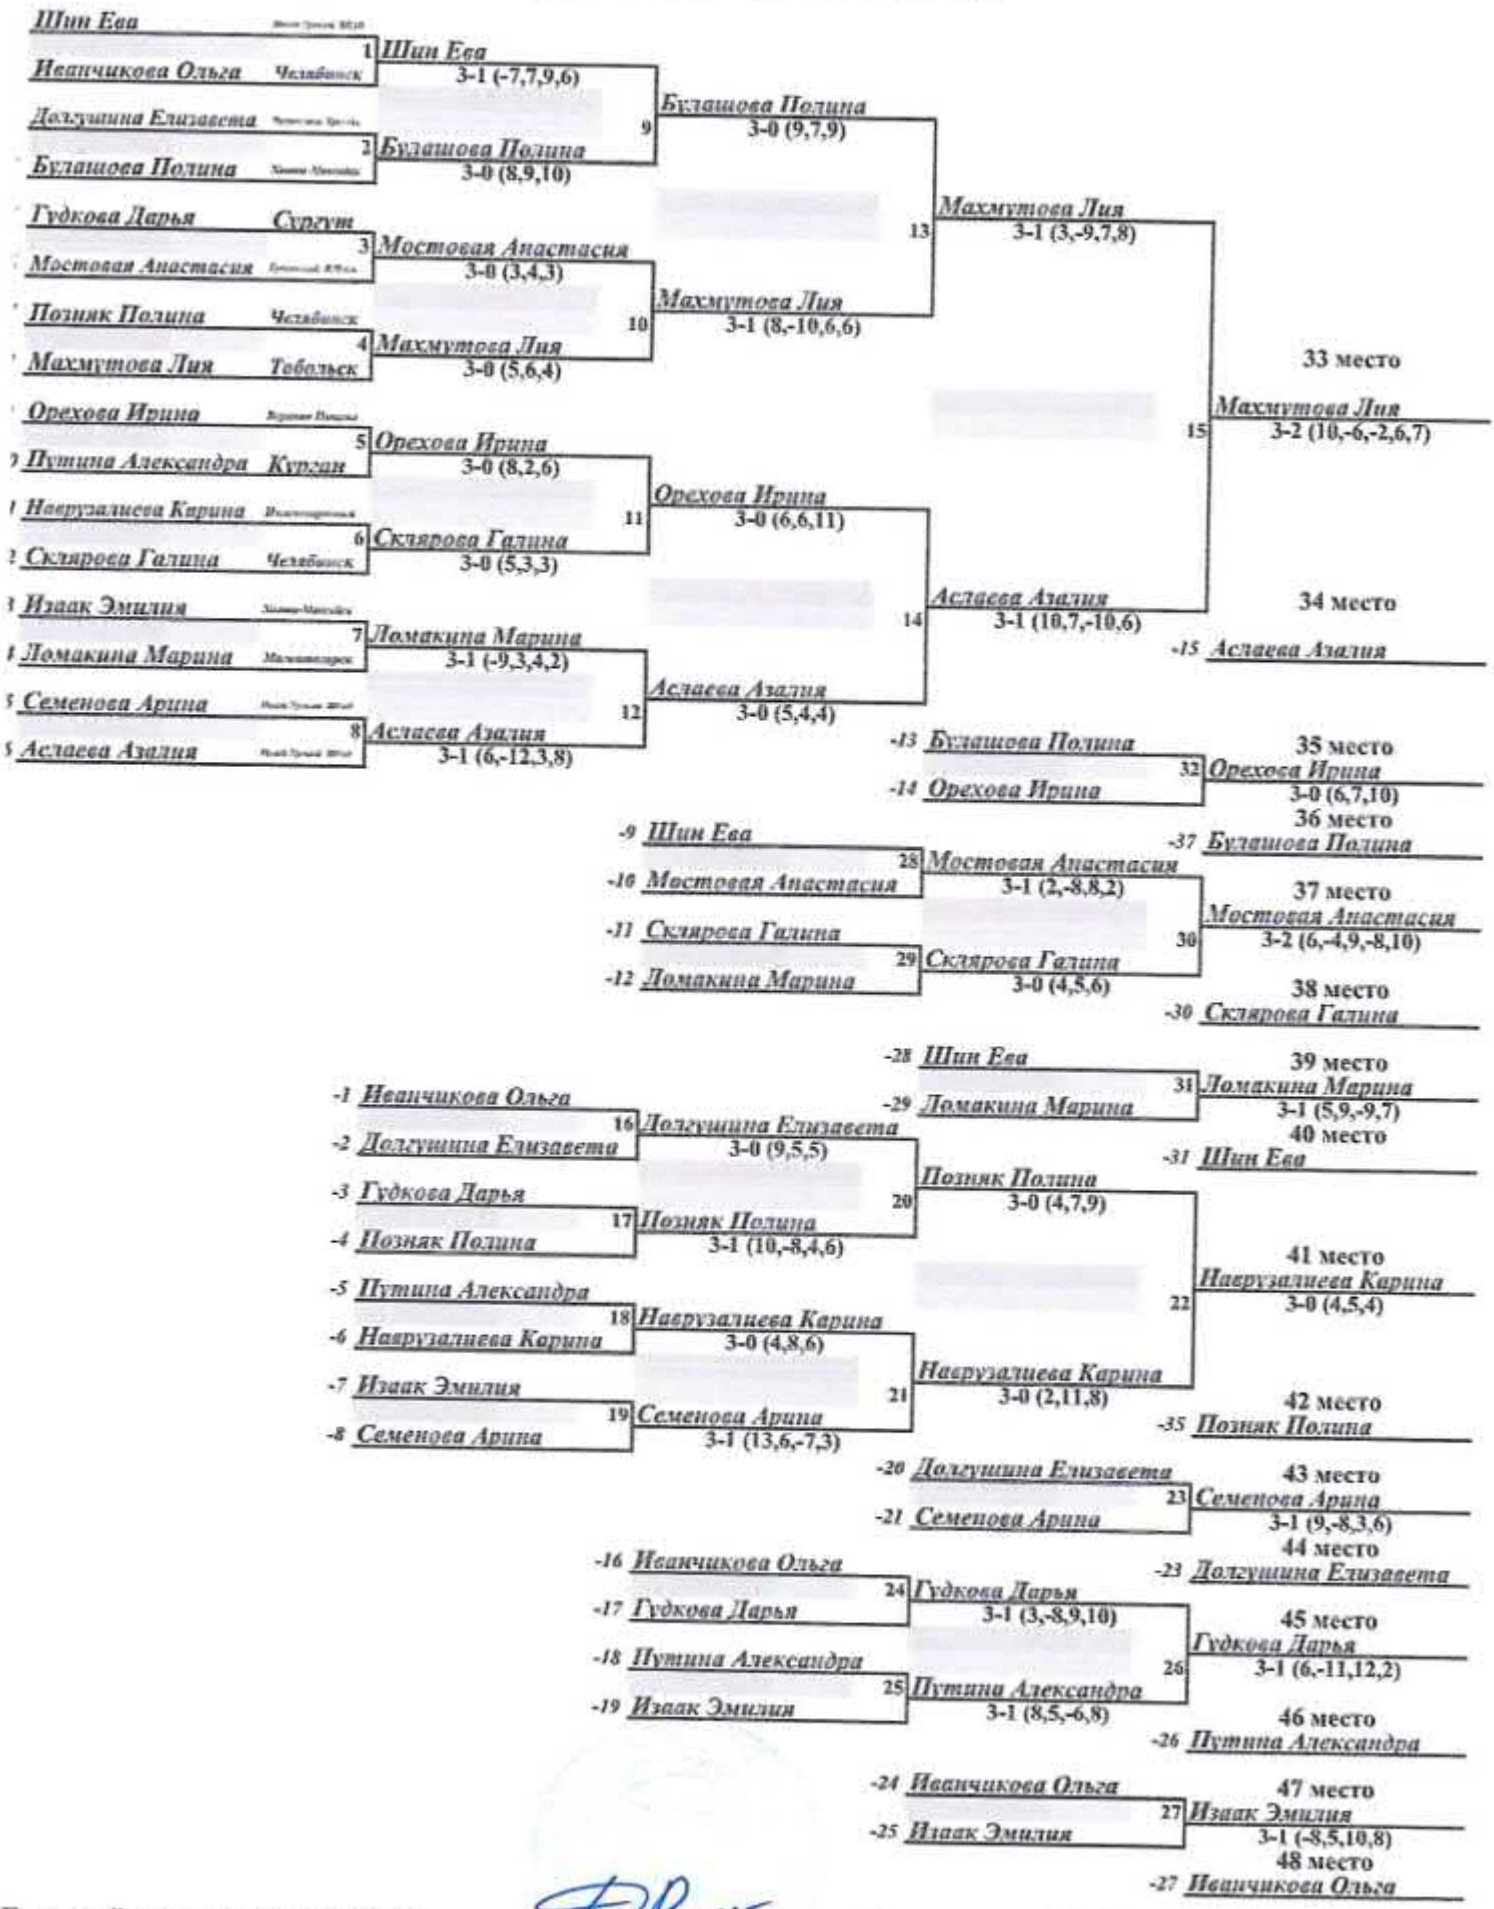 Шин Ева
1 Шин Ева
Иванчикова Ольга Челябинск
3-1 (-7,7,9,6)
Булашова Полина
Долгушина Елизавета
9
3-0 (9,7,9)
2 Булашова Полина
Булашова Полина Ханты-Мансийск
3-0 (8,9,10)
Махмутова Лия
Гудкова Дарья Сургут
13
3-1 (3,-9,7,8)
3 Мостовая Анастасия
Мостовая Анастасия
3-0 (3,4,3)
Махмутова Лия
Позняк Полина Челябинск
10
3-1 (8,-10,6,6)
4 Махмутова Лия
Махмутова Лия Тобольск
3-0 (5,6,4)
33 место
Орехова Ирина Верхняя Пышма
Махмутова Лия
15
3-2 (10,-6,-2,6,7)
5 Орехова Ирина
Путина Александра Курган
3-0 (8,2,6)
Орехова Ирина
Наврузалиева Карина
11
3-0 (6,6,11)
6 Склярова Галина
2 Склярова Галина Челябинск
3-0 (5,3,3)
Аслаева Азалия
34 место
3 Изаак Эмилия Ханты-Мансийск
14
3-1 (10,7,-10,6)
7 Ломакина Марина
-15 Аслаева Азалия
4 Ломакина Марина Магнитогорск
3-1 (-9,3,4,2)
Аслаева Азалия
5 Семенова Арина
12
3-0 (5,4,4)
8 Аслаева Азалия
Аслаева Азалия
3-1 (6,-12,3,8)
-13 Булашова Полина
35 место
32 Орехова Ирина
-14 Орехова Ирина
3-0 (6,7,10)
36 место
-9 Шин Ева
-37 Булашова Полина
28 Мостовая Анастасия
-10 Мостовая Анастасия
3-1 (2,-8,8,2)
37 место
Мостовая Анастасия
-11 Склярова Галина
30
3-2 (6,-4,9,-8,10)
29 Склярова Галина
-12 Ломакина Марина
3-0 (4,5,6)
38 место
-30 Склярова Галина
-28 Шин Ева
39 место
31 Ломакина Марина
-1 Иванчикова Ольга
-29 Ломакина Марина
3-1 (5,9,-9,7)
16 Долгушина Елизавета
40 место
-2 Долгушина Елизавета
3-0 (9,5,5)
-31 Шин Ева
Позняк Полина
-3 Гудкова Дарья
20
3-0 (4,7,9)
17 Позняк Полина
-4 Позняк Полина
3-1 (10,-8,4,6)
41 место
Наврузалиева Карина
-5 Путина Александра
22
3-0 (4,5,4)
18 Наврузалиева Карина
-6 Наврузалиева Карина
3-0 (4,8,6)
Наврузалиева Карина
-7 Изаак Эмилия
21
3-0 (2,11,8)
42 место
19 Семенова Арина
-35 Позняк Полина
-8 Семенова Арина
3-1 (13,6,-7,3)
-20 Долгушина Елизавета
43 место
23 Семенова Арина
-21 Семенова Арина
3-1 (9,-8,3,6)
44 место
-16 Иванчикова Ольга
-23 Долгушина Елизавета
24 Гудкова Дарья
-17 Гудкова Дарья
3-1 (3,-8,9,10)
45 место
Гудкова Дарья
-18 Путина Александра
26
3-1 (6,-11,12,2)
25 Путина Александра
-19 Изаак Эмилия
3-1 (8,5,-6,8)
46 место
-26 Путина Александра
-24 Иванчикова Ольга
47 место
27 Изаак Эмилия
-25 Изаак Эмилия
3-1 (-8,5,10,8)
48 место
-27 Иванчикова Ольга